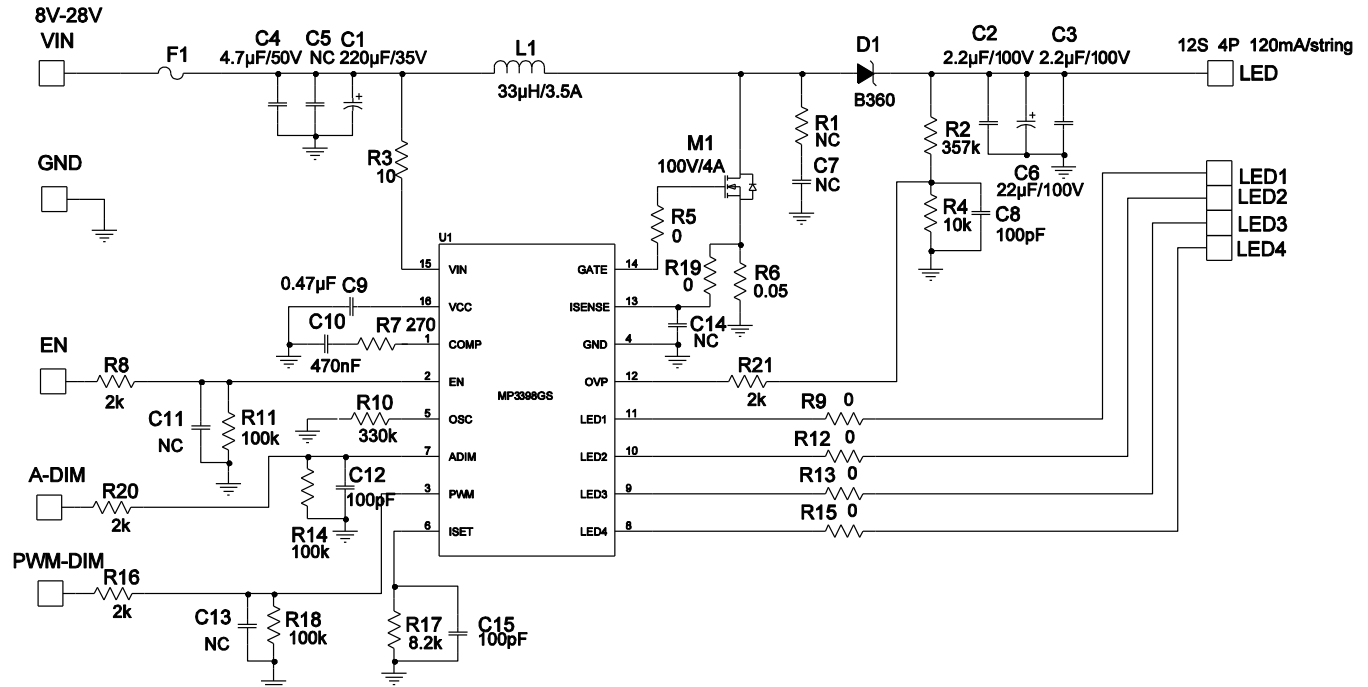 8V-28V
VIN
F1
C4
4.7μF/50V
C5
NC
C1
220μF/35V
L1
33μH/3.5A
D1
B360
C2
2.2μF/100V
C3
2.2μF/100V
12S 4P 120mA/string
LED
GND
R3
10
M1
100V/4A
R1
NC
C7
NC
R2
357k
C6
22μF/100V
R4
10k
C8
100pF
LED1
LED2
LED3
LED4
R5
0
R19
0
R6
0.05
C14
NC
U1
MP3398GS
15 VIN
16 VCC
1 COMP
2 EN
5 OSC
7 ADIM
3 PWM
6 ISET
GATE 14
ISENSE 13
GND 4
OVP 12
LED1 11
LED2 10
LED3 9
LED4 8
0.47μF C9
C10
470nF
R7 270
EN
R8
2k
C11
NC
R11
100k
R10
330k
R21
2k
R9 0
R12 0
R13 0
R15 0
A-DIM
R20
2k
R14
100k
C12
100pF
PWM-DIM
R16
2k
C13
NC
R18
100k
R17
8.2k
C15
100pF